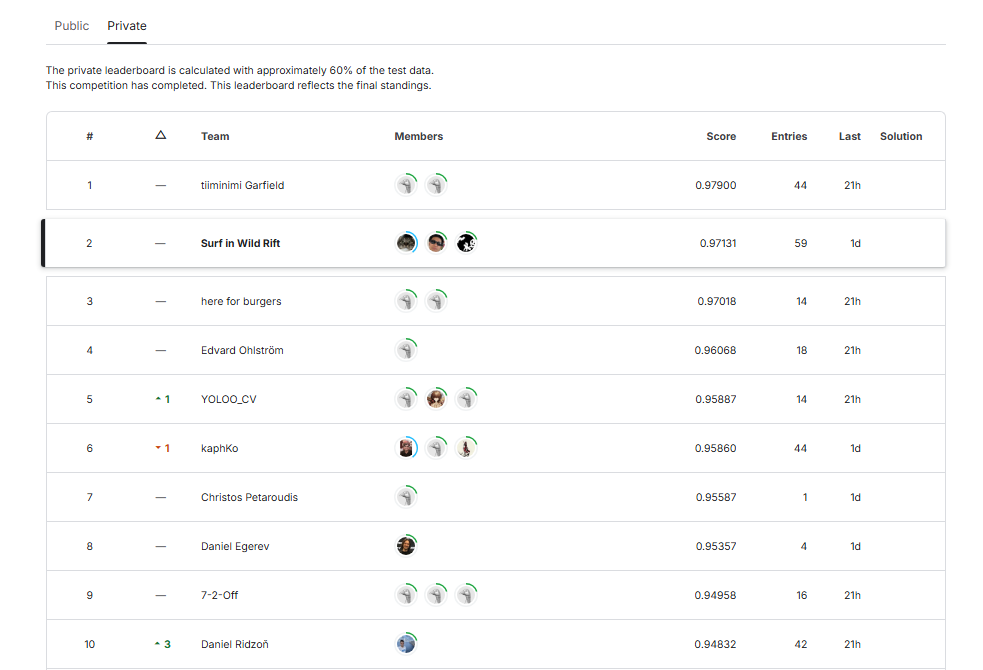 Public Private
The private leaderboard is calculated with approximately 60% of the test data.
This competition has completed. This leaderboard reflects the final standings.
# △ Team Members Score Entries Last Solution
1 — tiiminimi Garfield 0.97900 44 21h
2 — Surf in Wild Rift 0.97131 59 1d
3 — here for burgers 0.97018 14 21h
4 — Edvard Ohlström 0.96068 18 21h
5 1 YOLOO_CV 0.95887 14 21h
6 1 kaphKo 0.95860 44 1d
7 — Christos Petaroudis 0.95587 1 1d
8 — Daniel Egerev 0.95357 4 1d
9 — 7-2-Off 0.94958 16 21h
10 3 Daniel Ridzoň 0.94832 42 21h